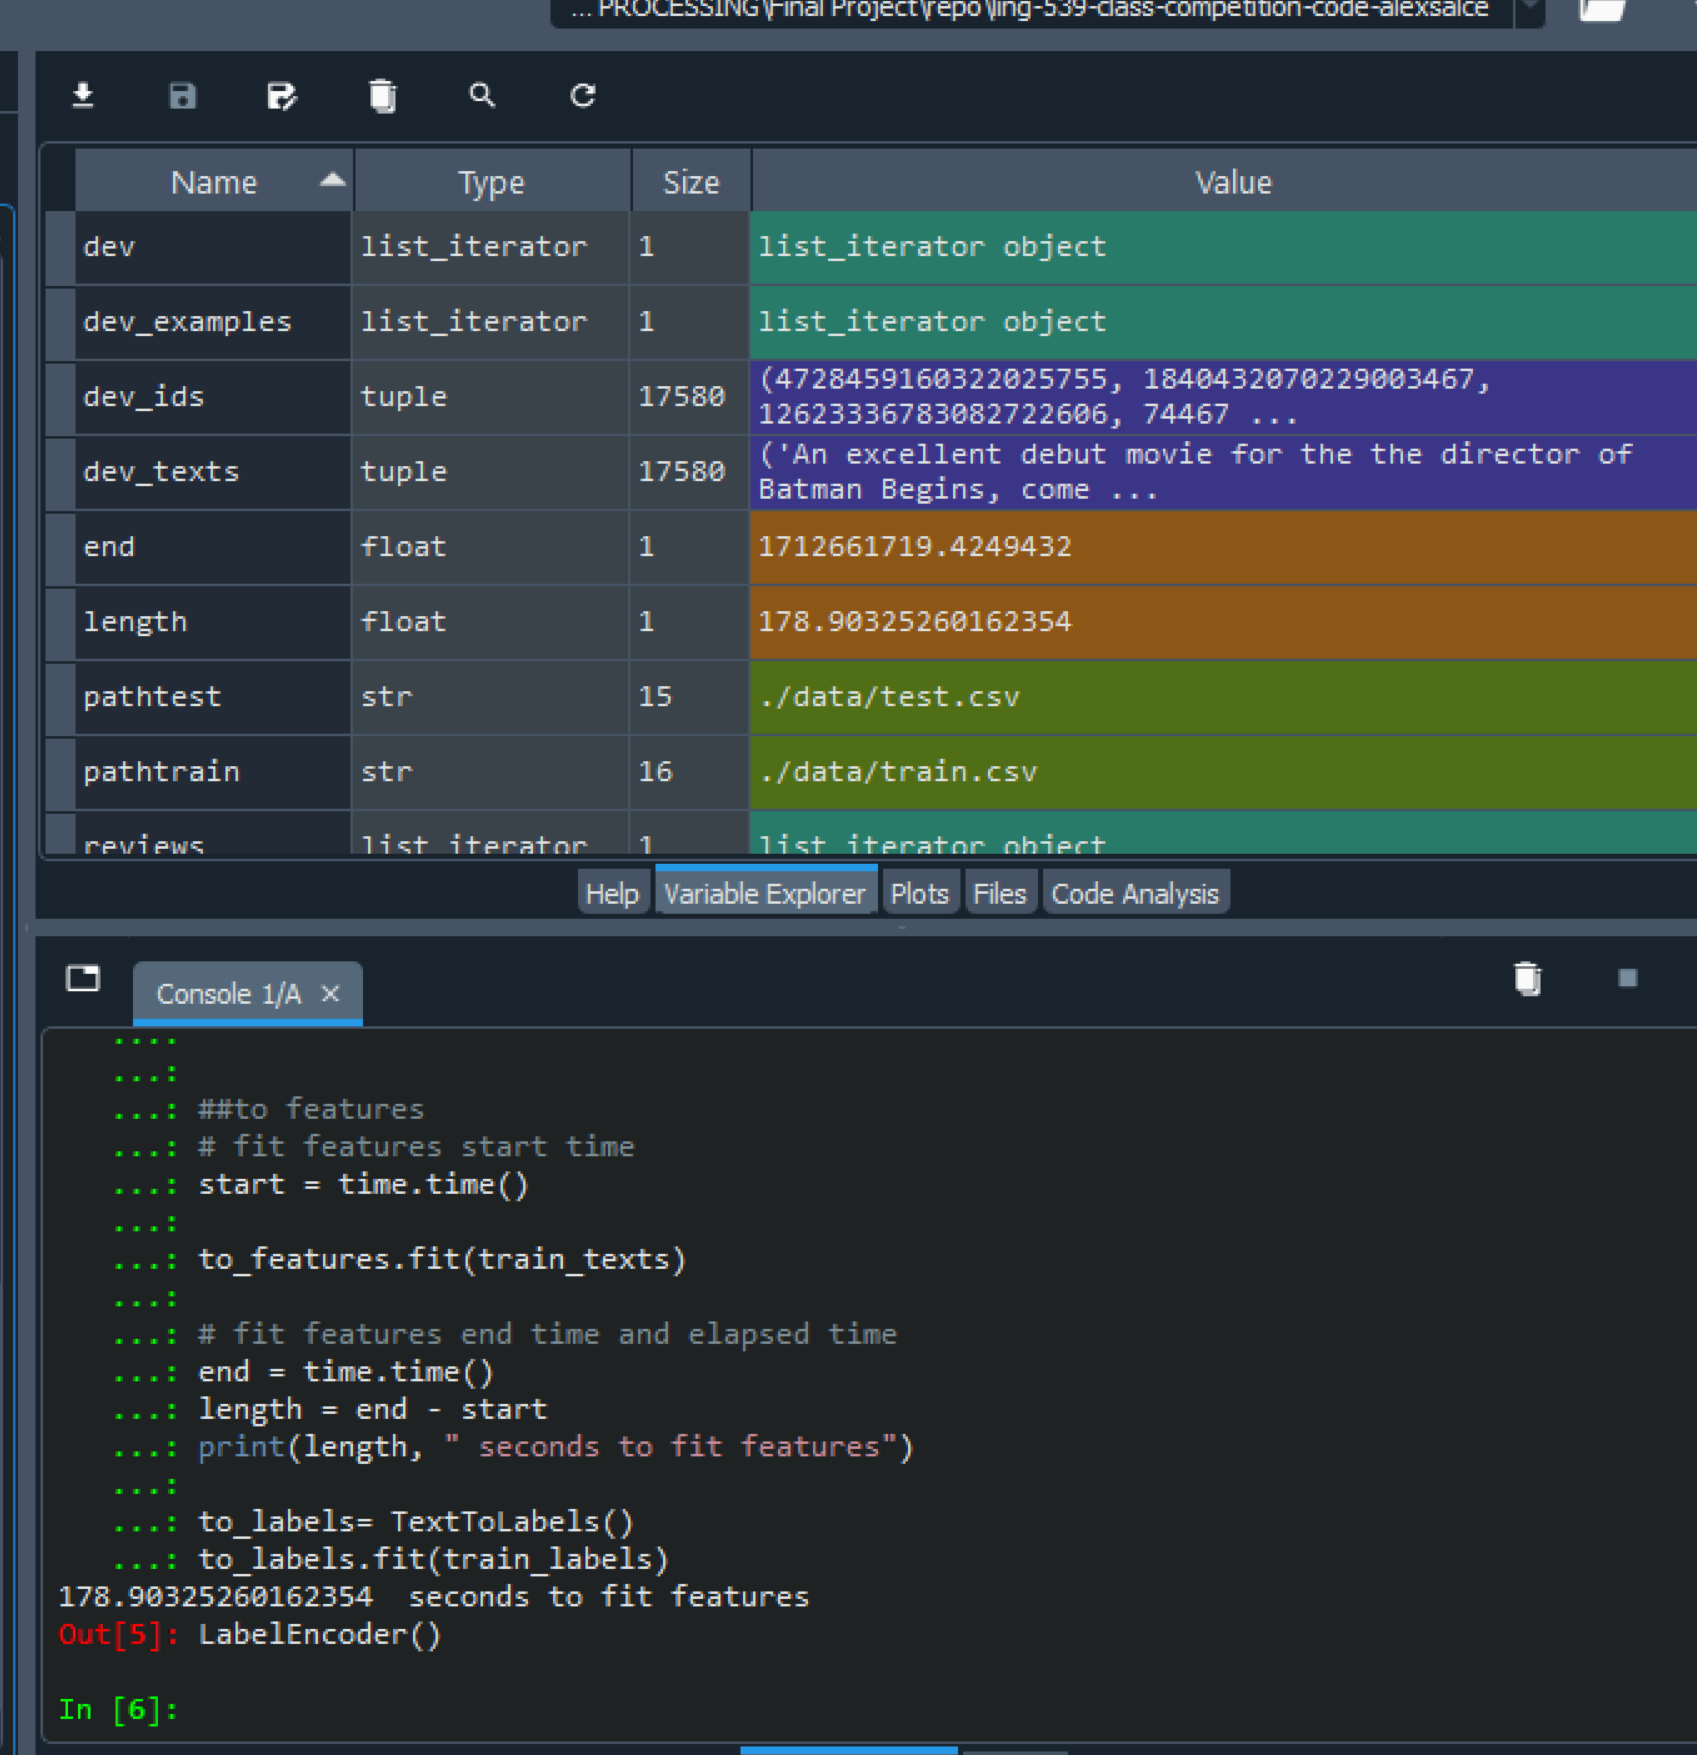 ... PROCESSING\Final Project\repo\ling-539-class-competition-code-alexsalce
Name Type Size Value
dev list_iterator 1 list_iterator object
dev_examples list_iterator 1 list_iterator object
dev_ids tuple 17580 (4728459160322025755, 1840432070229003467,
12623336783082722606, 74467 ...
dev_texts tuple 17580 ('An excellent debut movie for the the director of
Batman Begins, come ...
end float 1 1712661719.4249432
length float 1 178.90325260162354
pathtest str 15 ./data/test.csv
pathtrain str 16 ./data/train.csv
reviews list_iterator 1 list_iterator object
Help Variable Explorer Plots Files Code Analysis
Console 1/A ×
...:
...:
...: ##to features
...: # fit features start time
...: start = time.time()
...:
...: to_features.fit(train_texts)
...:
...: # fit features end time and elapsed time
...: end = time.time()
...: length = end - start
...: print(length, " seconds to fit features")
...:
...: to_labels= TextToLabels()
...: to_labels.fit(train_labels)
178.90325260162354  seconds to fit features
Out[5]: LabelEncoder()
In [6]: